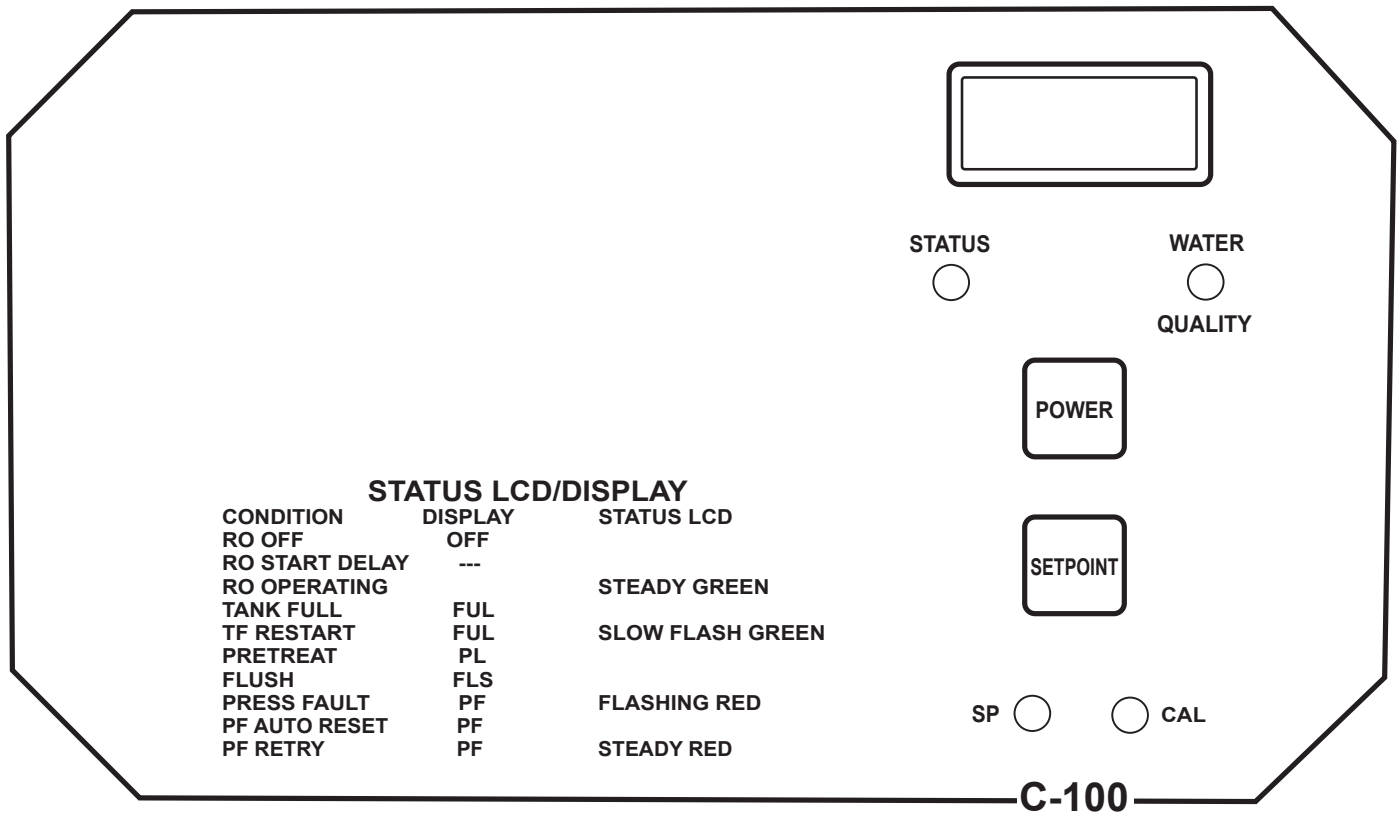 STATUS
WATER
QUALITY
POWER
STATUS LCD/DISPLAY
CONDITION DISPLAY STATUS LCD
RO OFF OFF
RO START DELAY ---
RO OPERATING STEADY GREEN
TANK FULL FUL
TF RESTART FUL SLOW FLASH GREEN
PRETREAT PL
FLUSH FLS
PRESS FAULT PF FLASHING RED
PF AUTO RESET PF
PF RETRY PF STEADY RED
SETPOINT
SP
CAL
C-100